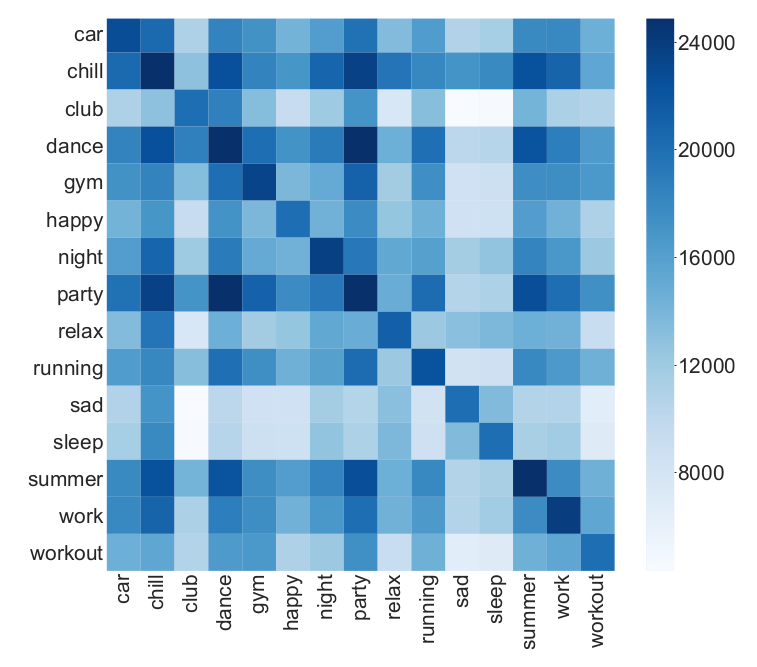 car
chill
club
dance
gym
happy
night
party
relax
running
sad
sleep
summer
work
workout
car
chill
club
dance
gym
happy
night
party
relax
running
sad
sleep
summer
work
workout
24000
20000
16000
12000
8000